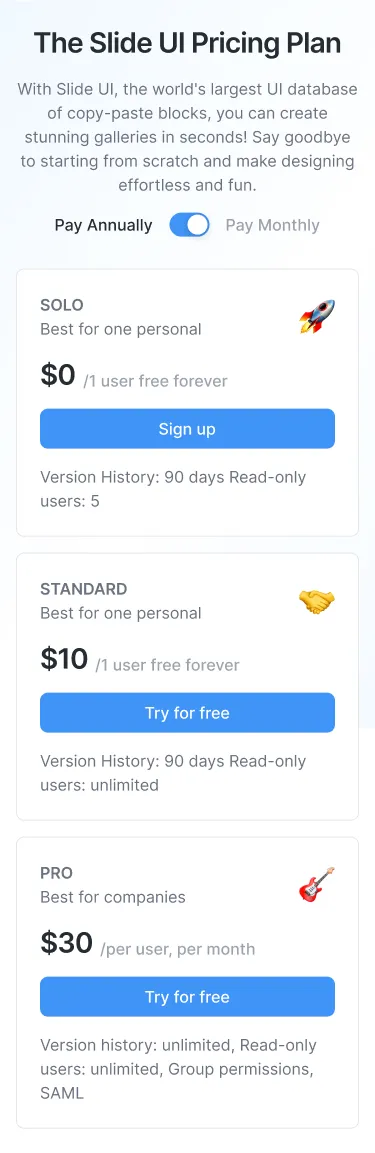 The Slide UI Pricing Plan
With Slide UI, the world's largest UI database
of copy-paste blocks, you can create
stunning galleries in seconds! Say goodbye
to starting from scratch and make designing
effortless and fun.
Pay Annually Pay Monthly
SOLO
Best for one personal
$0 /1 user free forever
Sign up
Version History: 90 days Read-only
users: 5
STANDARD
Best for one personal
$10 /1 user free forever
Try for free
Version History: 90 days Read-only
users: unlimited
PRO
Best for companies
$30 /per user, per month
Try for free
Version history: unlimited, Read-only
users: unlimited, Group permissions,
SAML